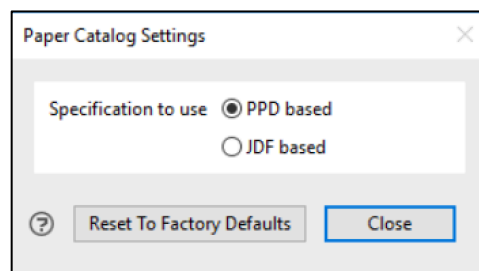 Paper Catalog Settings
Specification to use PPD based
JDF based
? Reset To Factory Defaults Close